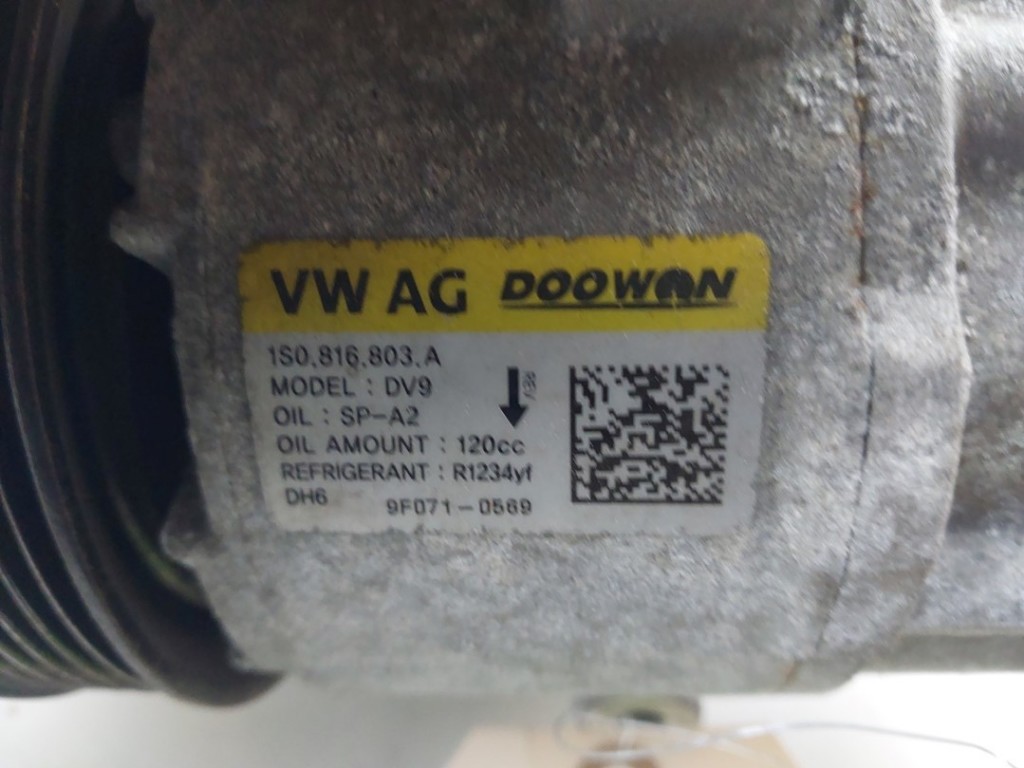 VW AG DOOWON
1S0.816.803.A
MODEL : DV9
OIL : SP-A2
REV
OIL AMOUNT : 120cc
REFRIGERANT : R1234yf
DH6 9F071-0569